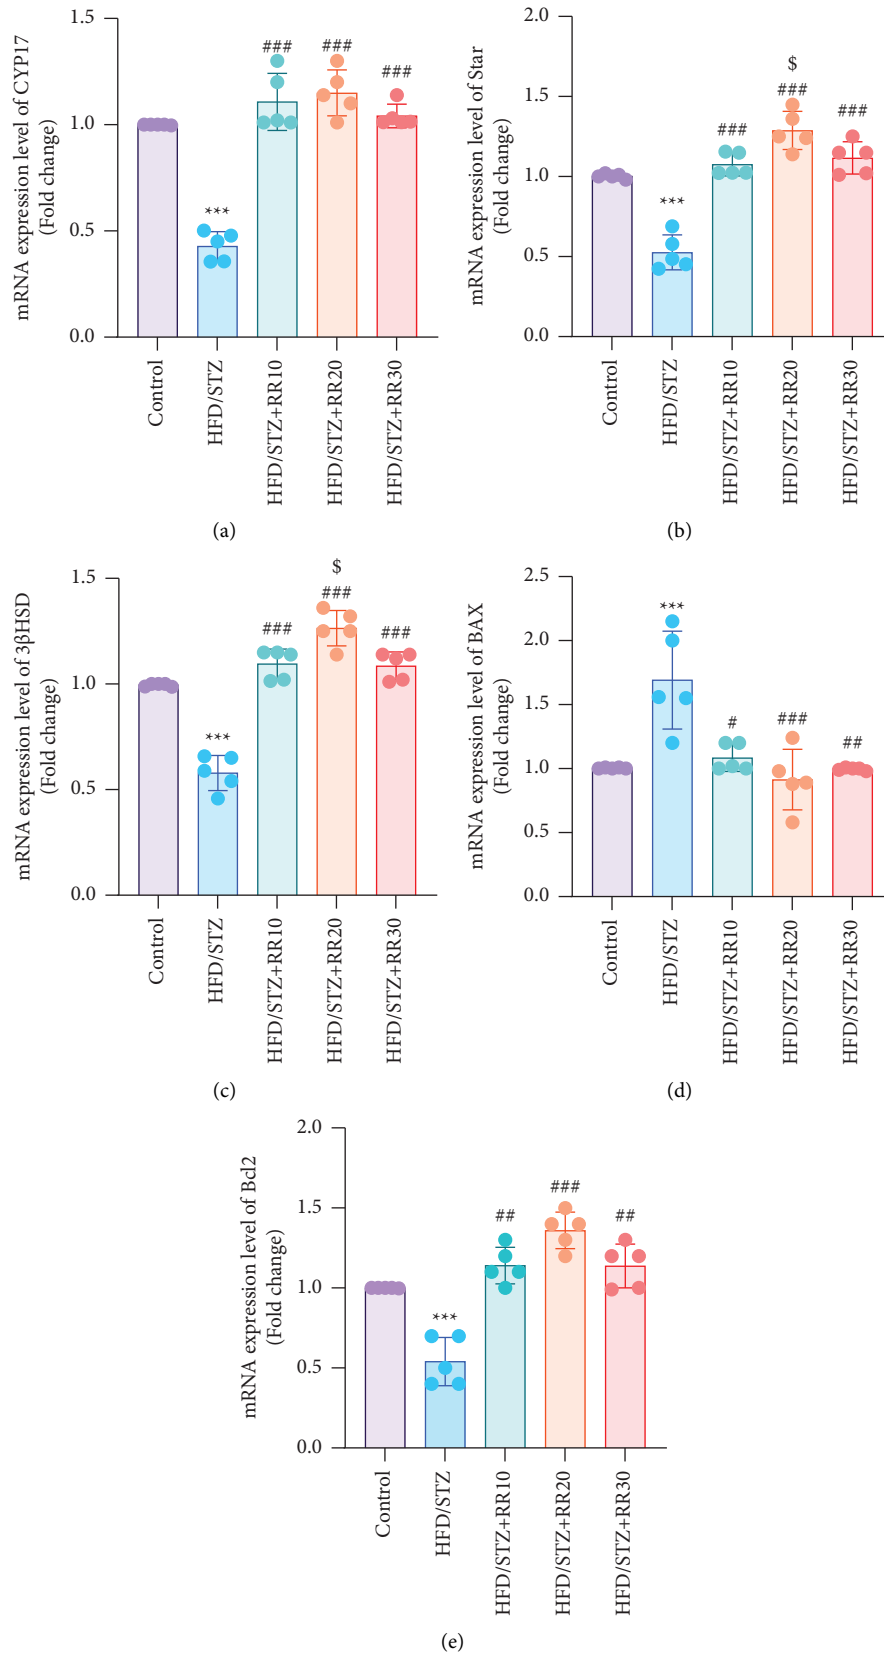 mRNA expression level of CYP17
(Fold change)
1.5
1.0
0.5
0.0
***
###
###
###
Control
HFD/STZ
HFD/STZ+RR10
HFD/STZ+RR20
HFD/STZ+RR30
(a)
mRNA expression level of Star
(Fold change)
2.0
1.5
1.0
0.5
0.0
***
###
$
###
###
Control
HFD/STZ
HFD/STZ+RR10
HFD/STZ+RR20
HFD/STZ+RR30
(b)
mRNA expression level of 3βHSD
(Fold change)
1.5
1.0
0.5
0.0
***
###
$
###
###
Control
HFD/STZ
HFD/STZ+RR10
HFD/STZ+RR20
HFD/STZ+RR30
(c)
mRNA expression level of BAX
(Fold change)
2.5
2.0
1.5
1.0
0.5
0.0
***
#
###
##
Control
HFD/STZ
HFD/STZ+RR10
HFD/STZ+RR20
HFD/STZ+RR30
(d)
mRNA expression level of Bcl2
(Fold change)
2.0
1.5
1.0
0.5
0.0
***
##
###
##
Control
HFD/STZ
HFD/STZ+RR10
HFD/STZ+RR20
HFD/STZ+RR30
(e)